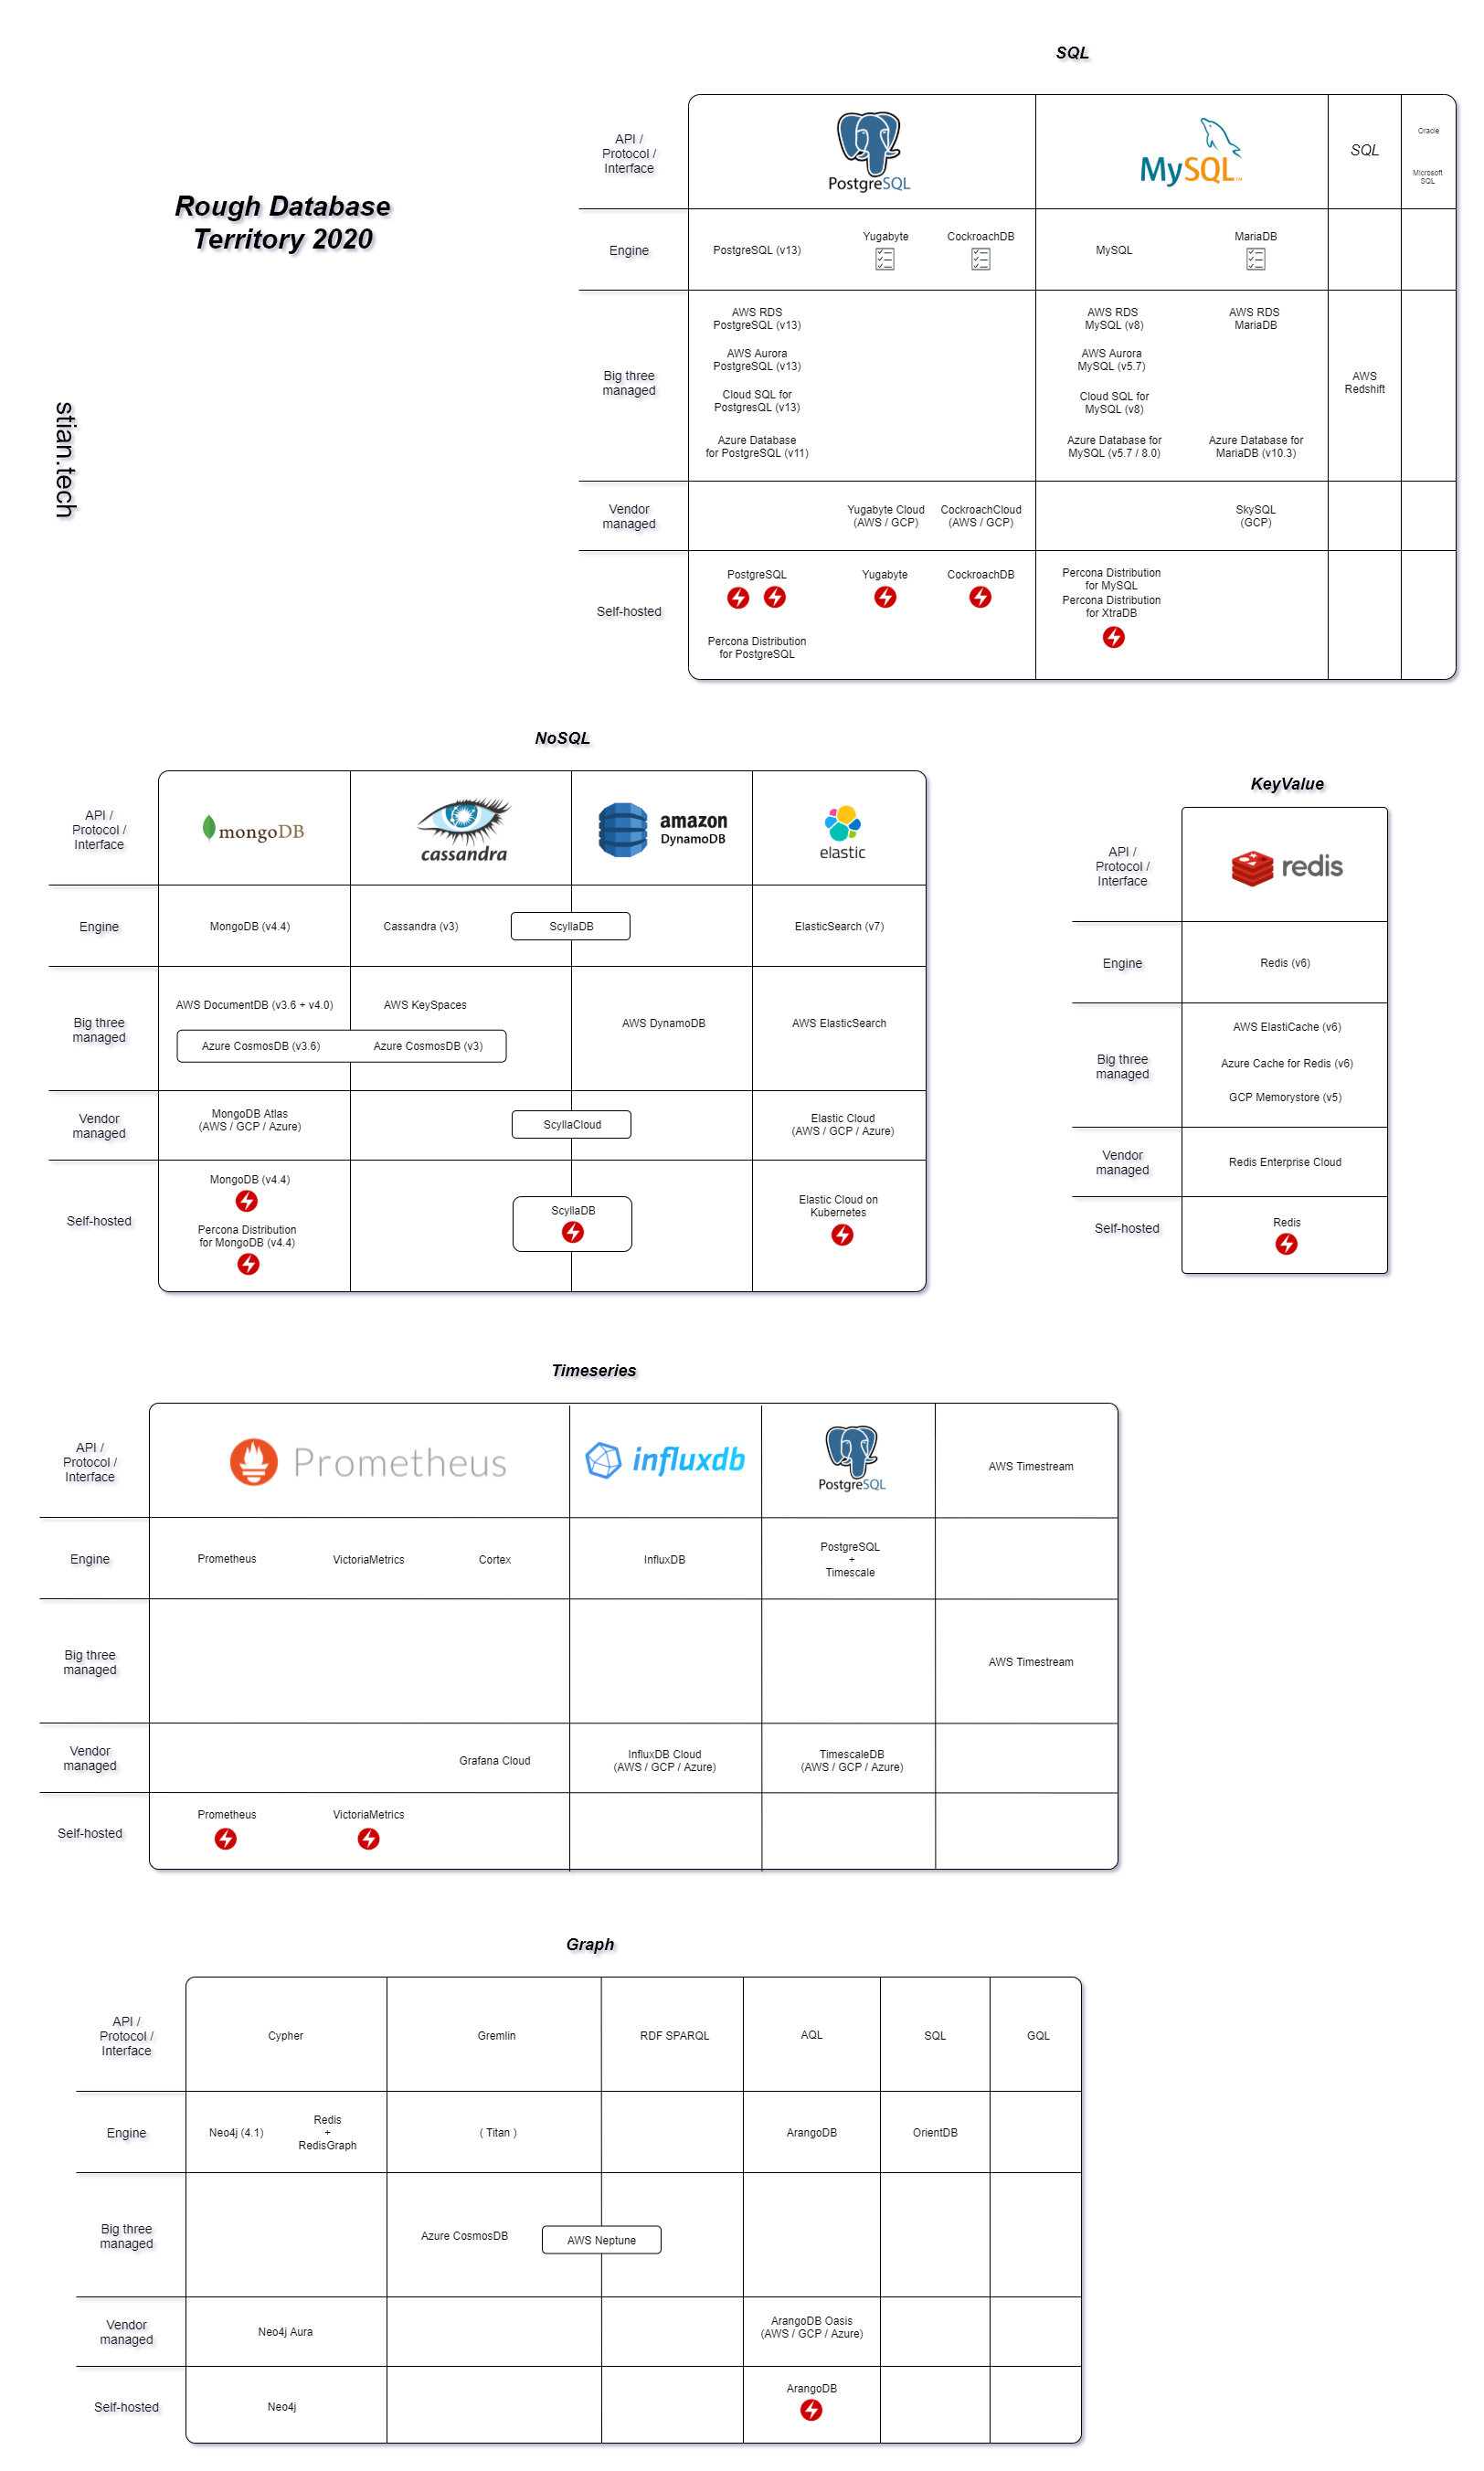 SQL
API /
Protocol /
Interface
PostgreSQL
MySQL
SQL
Oracle
Microsoft
SQL
Rough Database
Territory 2020
stian.tech
Engine
PostgreSQL (v13)
Yugabyte
CockroachDB
MySQL
MariaDB
Big three
managed
AWS RDS
PostgreSQL (v13)
AWS Aurora
PostgreSQL (v13)
Cloud SQL for
PostgresQL (v13)
Azure Database
for PostgreSQL (v11)
AWS RDS
MySQL (v8)
AWS Aurora
MySQL (v5.7)
Cloud SQL for
MySQL (v8)
Azure Database for
MySQL (v5.7 / 8.0)
AWS RDS
MariaDB
Azure Database for
MariaDB (v10.3)
AWS
Redshift
Vendor
managed
Yugabyte Cloud
(AWS / GCP)
CockroachCloud
(AWS / GCP)
SkySQL
(GCP)
Self-hosted
PostgreSQL
Percona Distribution
for PostgreSQL
Yugabyte
CockroachDB
Percona Distribution
for MySQL
Percona Distribution
for XtraDB
NoSQL
API /
Protocol /
Interface
mongoDB
cassandra
amazon
DynamoDB
elastic
Engine
MongoDB (v4.4)
Cassandra (v3)
ScyllaDB
ElasticSearch (v7)
Big three
managed
AWS DocumentDB (v3.6 + v4.0)
AWS KeySpaces
Azure CosmosDB (v3.6)
Azure CosmosDB (v3)
AWS DynamoDB
AWS ElasticSearch
Vendor
managed
MongoDB Atlas
(AWS / GCP / Azure)
ScyllaCloud
Elastic Cloud
(AWS / GCP / Azure)
Self-hosted
MongoDB (v4.4)
Percona Distribution
for MongoDB (v4.4)
ScyllaDB
Elastic Cloud on
Kubernetes
KeyValue
API /
Protocol /
Interface
redis
Engine
Redis (v6)
Big three
managed
AWS ElastiCache (v6)
Azure Cache for Redis (v6)
GCP Memorystore (v5)
Vendor
managed
Redis Enterprise Cloud
Self-hosted
Redis
Timeseries
API /
Protocol /
Interface
Prometheus
influxdb
PostgreSQL
AWS Timestream
Engine
Prometheus
VictoriaMetrics
Cortex
InfluxDB
PostgreSQL
+
Timescale
Big three
managed
AWS Timestream
Vendor
managed
Grafana Cloud
InfluxDB Cloud
(AWS / GCP / Azure)
TimescaleDB
(AWS / GCP / Azure)
Self-hosted
Prometheus
VictoriaMetrics
Graph
API /
Protocol /
Interface
Cypher
Gremlin
RDF SPARQL
AQL
SQL
GQL
Engine
Neo4j (4.1)
Redis
+
RedisGraph
( Titan )
ArangoDB
OrientDB
Big three
managed
Azure CosmosDB
AWS Neptune
Vendor
managed
Neo4j Aura
ArangoDB Oasis
(AWS / GCP / Azure)
Self-hosted
Neo4j
ArangoDB